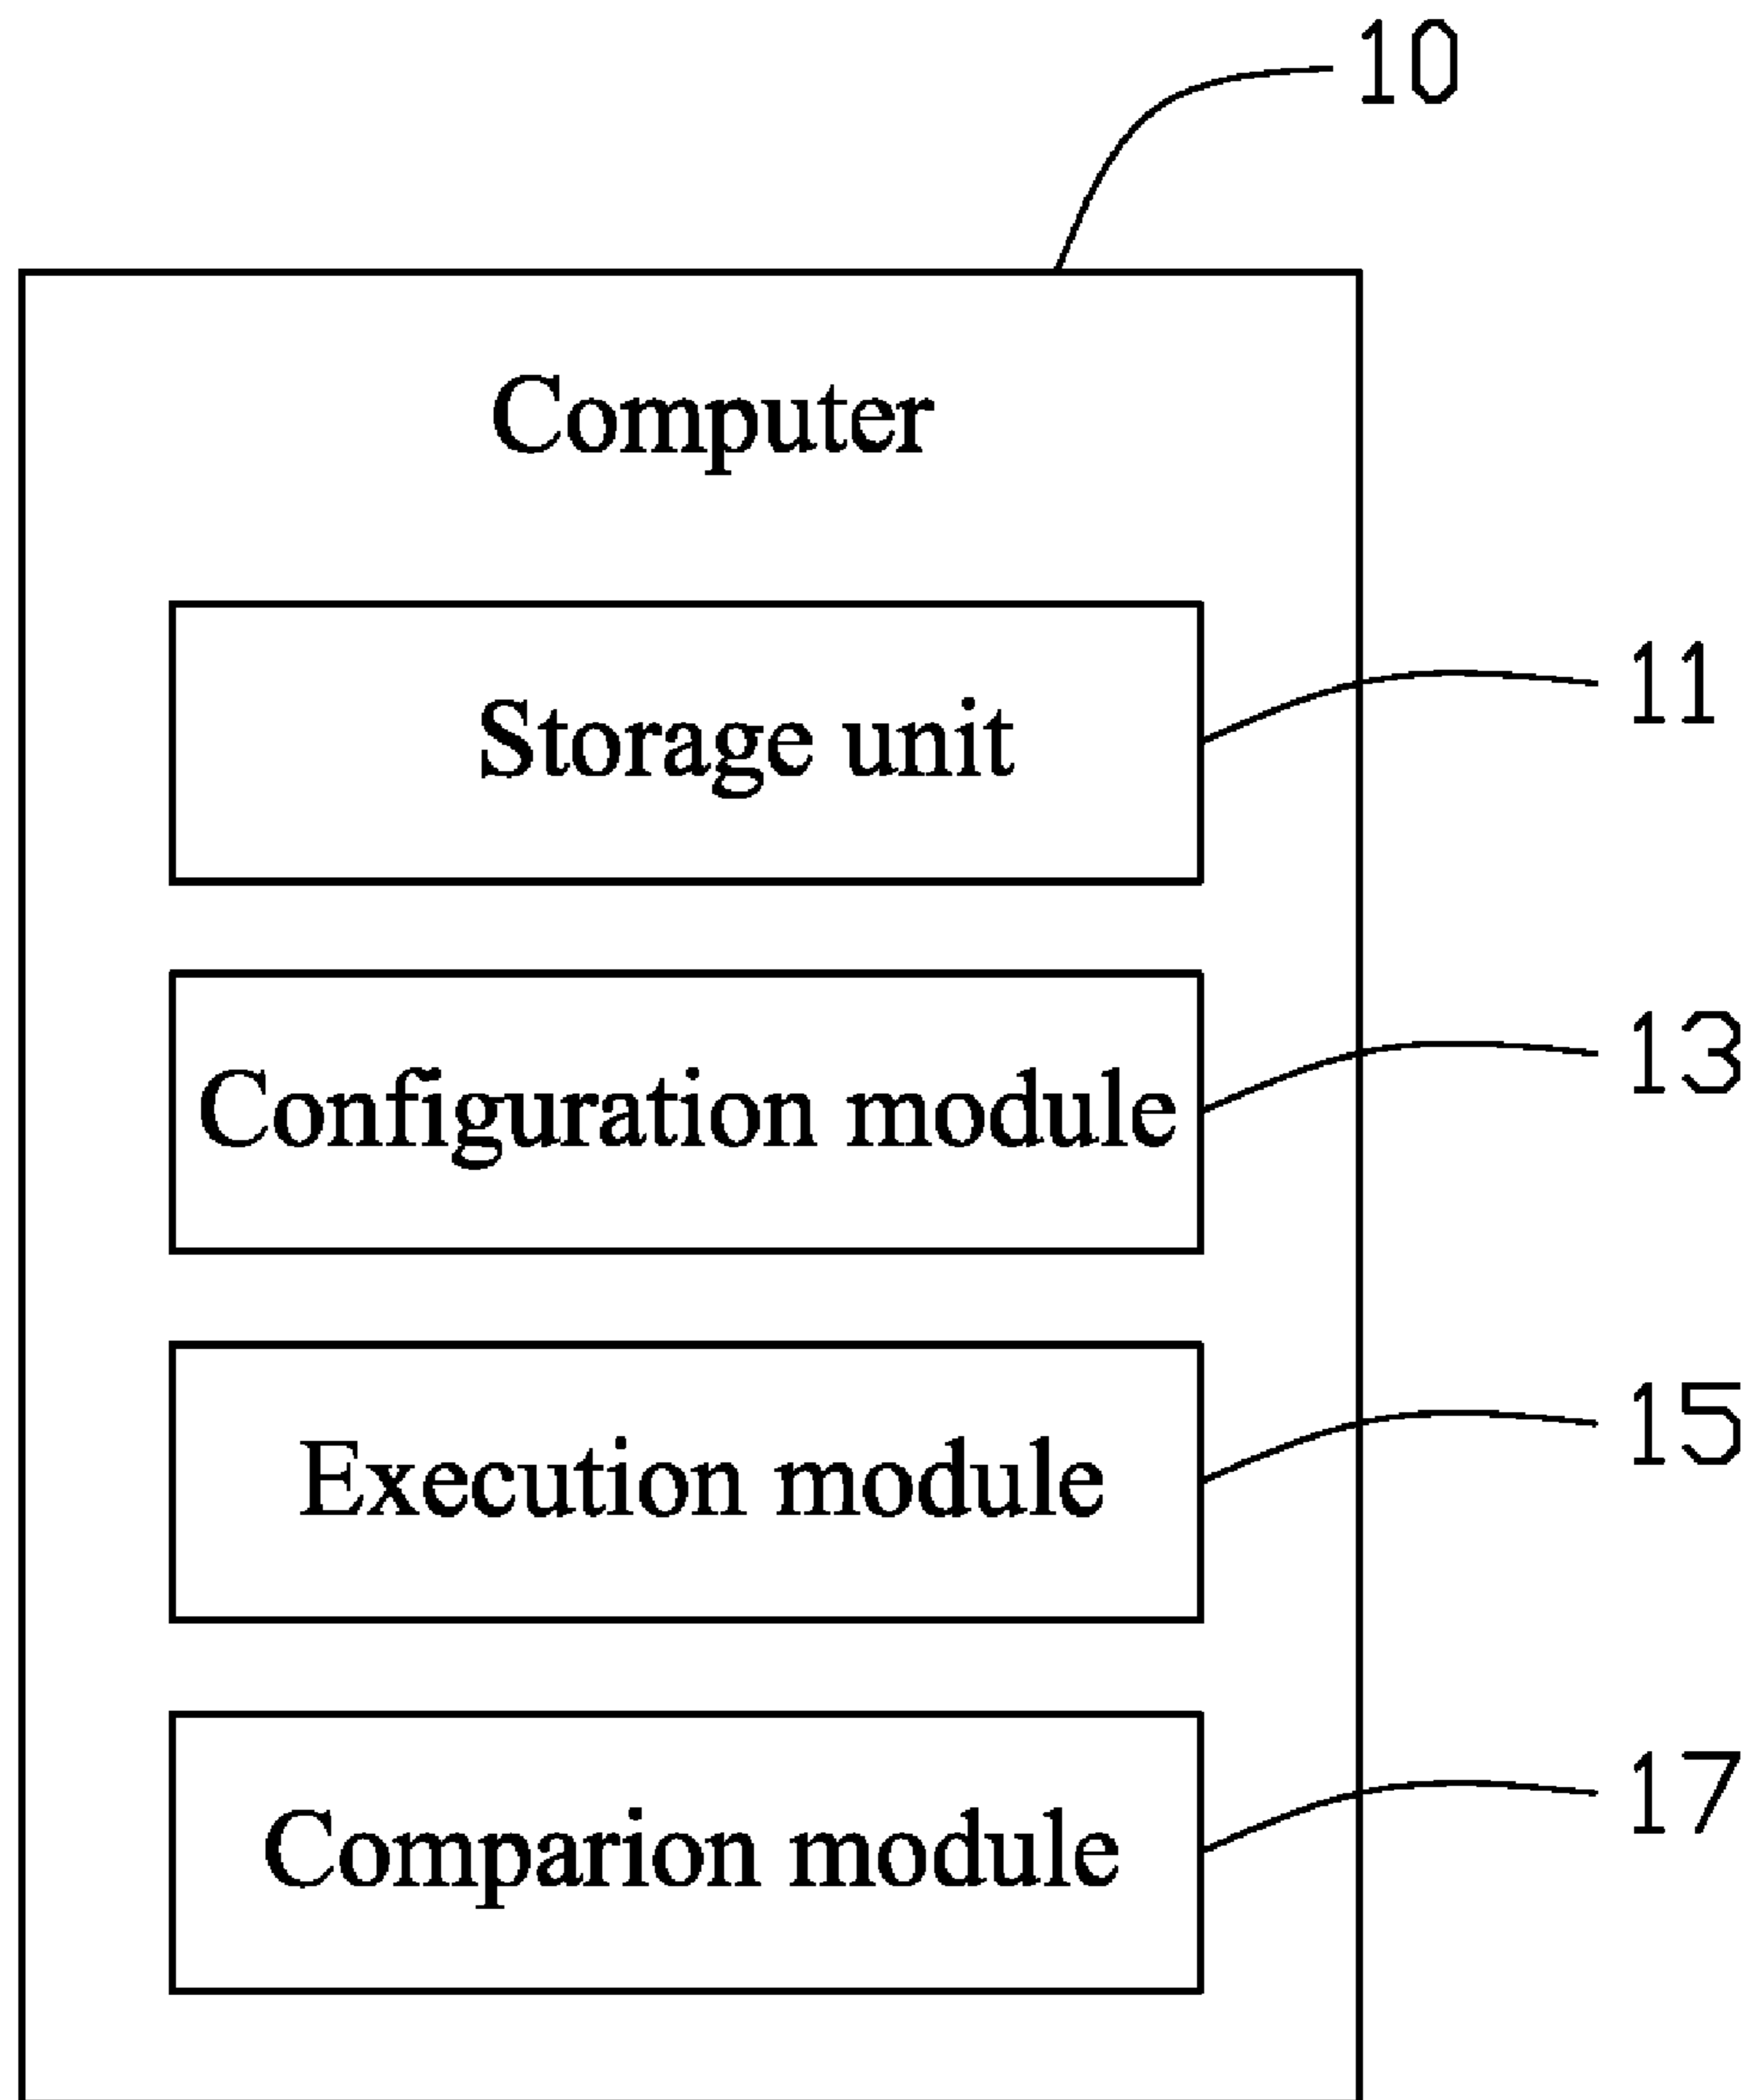 10
Computer
Storage unit
11
Configuration module
13
Execution module
15
Comparion module
17